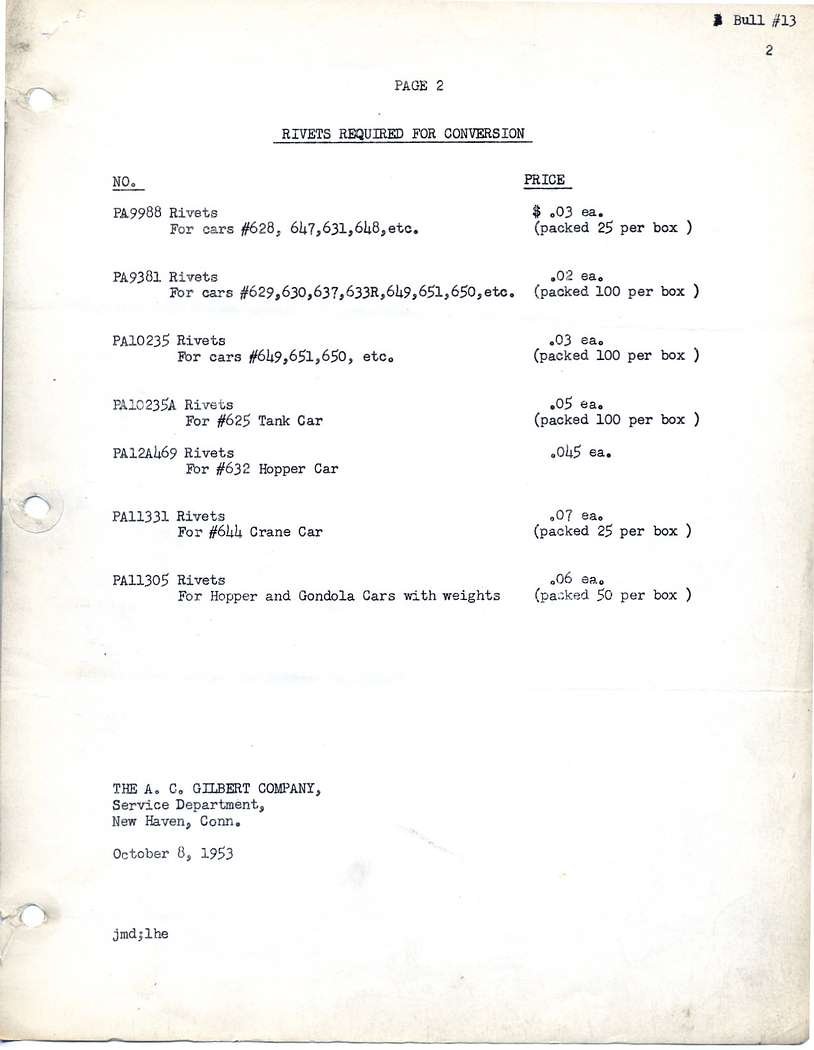 Bull #13
2
PAGE 2
RIVETS REQUIRED FOR CONVERSION
NO. PRICE
PA9988 Rivets $ .03 ea.
For cars #628, 647,631,648,etc. (packed 25 per box )
PA9381 Rivets .02 ea.
For cars #629,630,637,633R,649,651,650,etc. (packed 100 per box )
PA10235 Rivets .03 ea.
For cars #649,651,650, etc. (packed 100 per box )
PA10235A Rivets .05 ea.
For #625 Tank Car (packed 100 per box )
PA12A469 Rivets .045 ea.
For #632 Hopper Car
PA11331 Rivets .07 ea.
For #644 Crane Car (packed 25 per box )
PA11305 Rivets .06 ea.
For Hopper and Gondola Cars with weights (packed 50 per box )
THE A. C. GILBERT COMPANY,
Service Department,
New Haven, Conn.
October 8, 1953
jmd;lhe